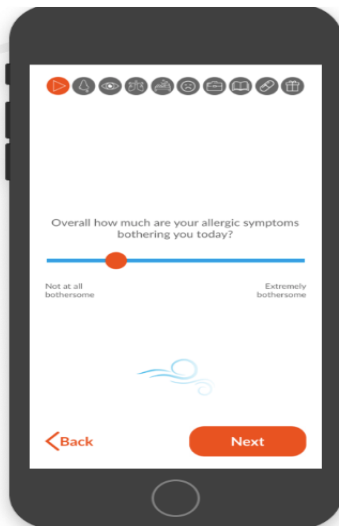 Overall how much are your allergic symptoms
bothering you today?
Not at all
bothersome
Extremely
bothersome
Back
Next